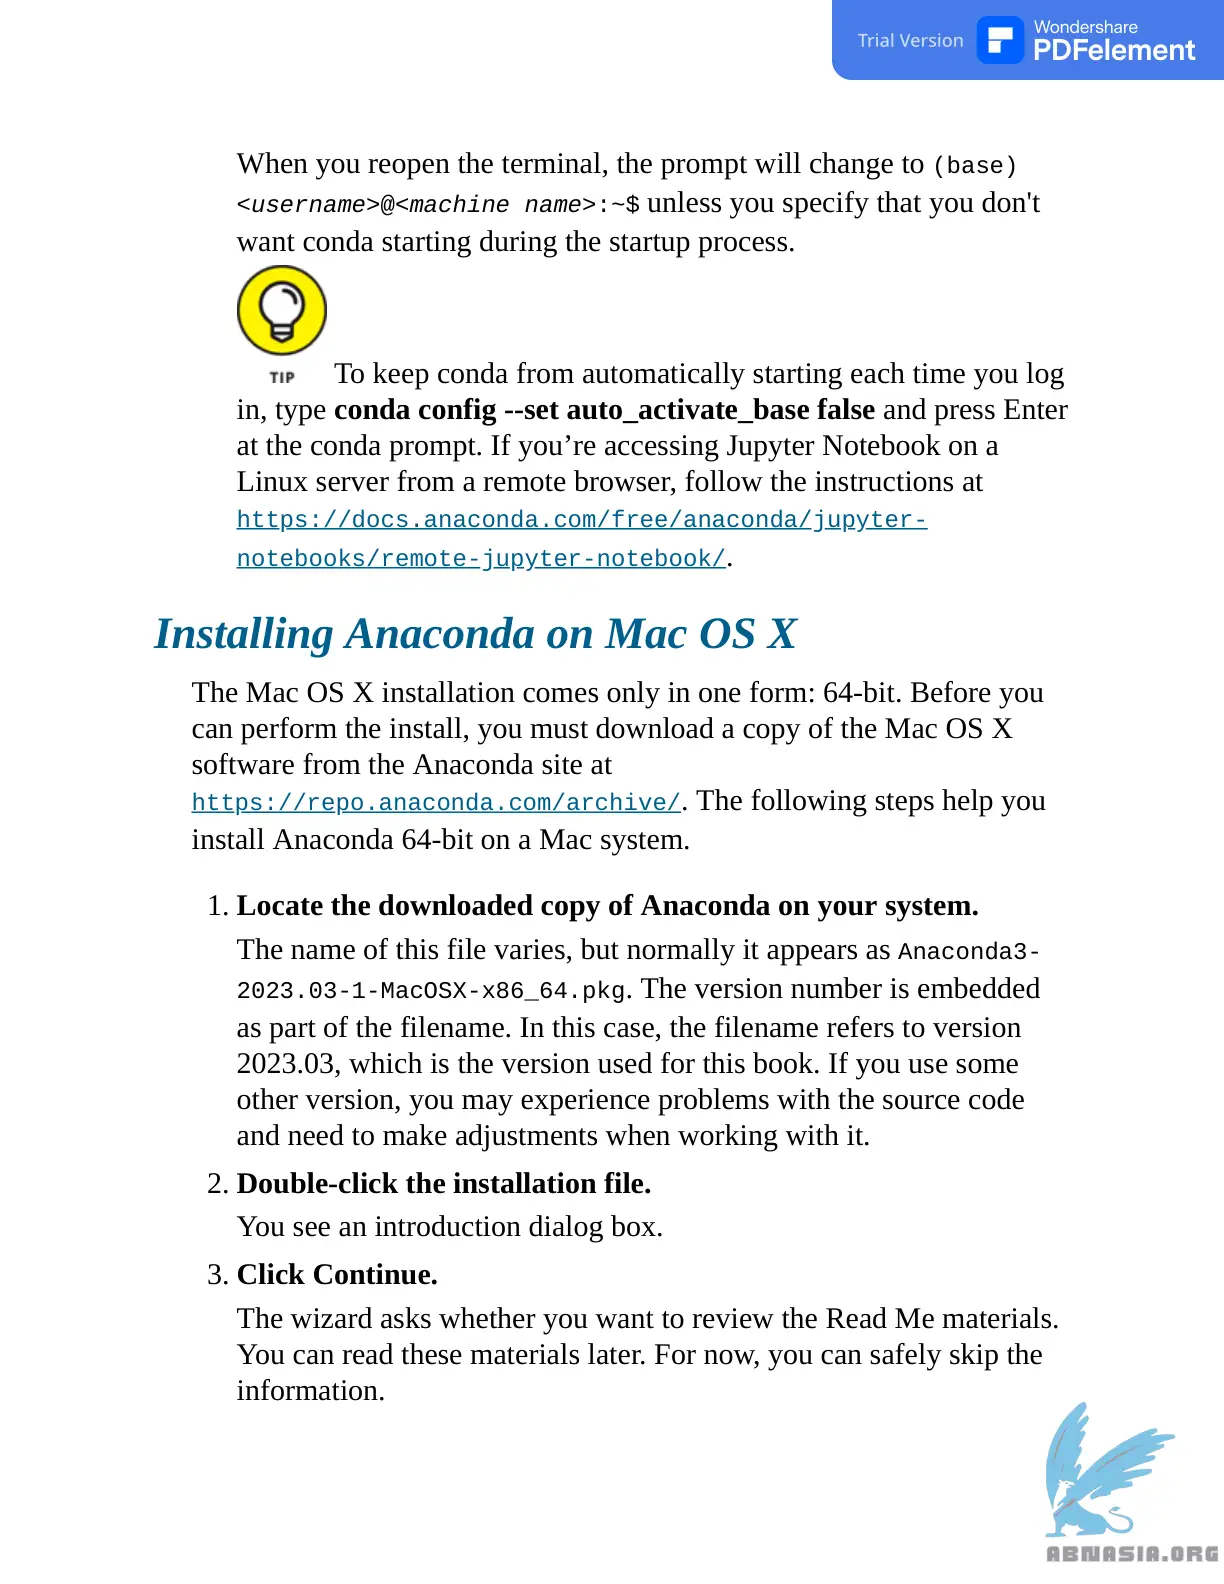 Trial Version
Wondershare
PDFelement
When you reopen the terminal, the prompt will change to (base)
<username>@<machine name>:~$ unless you specify that you don't
want conda starting during the startup process.
TIP To keep conda from automatically starting each time you log
in, type conda config --set auto_activate_base false and press Enter
at the conda prompt. If you’re accessing Jupyter Notebook on a
Linux server from a remote browser, follow the instructions at
https://docs.anaconda.com/free/anaconda/jupyter-
notebooks/remote-jupyter-notebook/.
Installing Anaconda on Mac OS X
The Mac OS X installation comes only in one form: 64-bit. Before you
can perform the install, you must download a copy of the Mac OS X
software from the Anaconda site at
https://repo.anaconda.com/archive/. The following steps help you
install Anaconda 64-bit on a Mac system.
1. Locate the downloaded copy of Anaconda on your system.
The name of this file varies, but normally it appears as Anaconda3-
2023.03-1-MacOSX-x86_64.pkg. The version number is embedded
as part of the filename. In this case, the filename refers to version
2023.03, which is the version used for this book. If you use some
other version, you may experience problems with the source code
and need to make adjustments when working with it.
2. Double-click the installation file.
You see an introduction dialog box.
3. Click Continue.
The wizard asks whether you want to review the Read Me materials.
You can read these materials later. For now, you can safely skip the
information.
ABNASIA.ORG